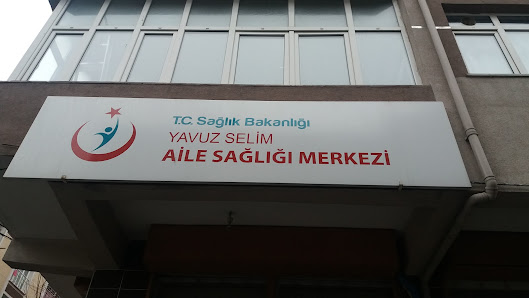 T.C. Sağlık Bakanlığı
YAVUZ SELİM
AİLE SAĞLIĞI MERKEZİ